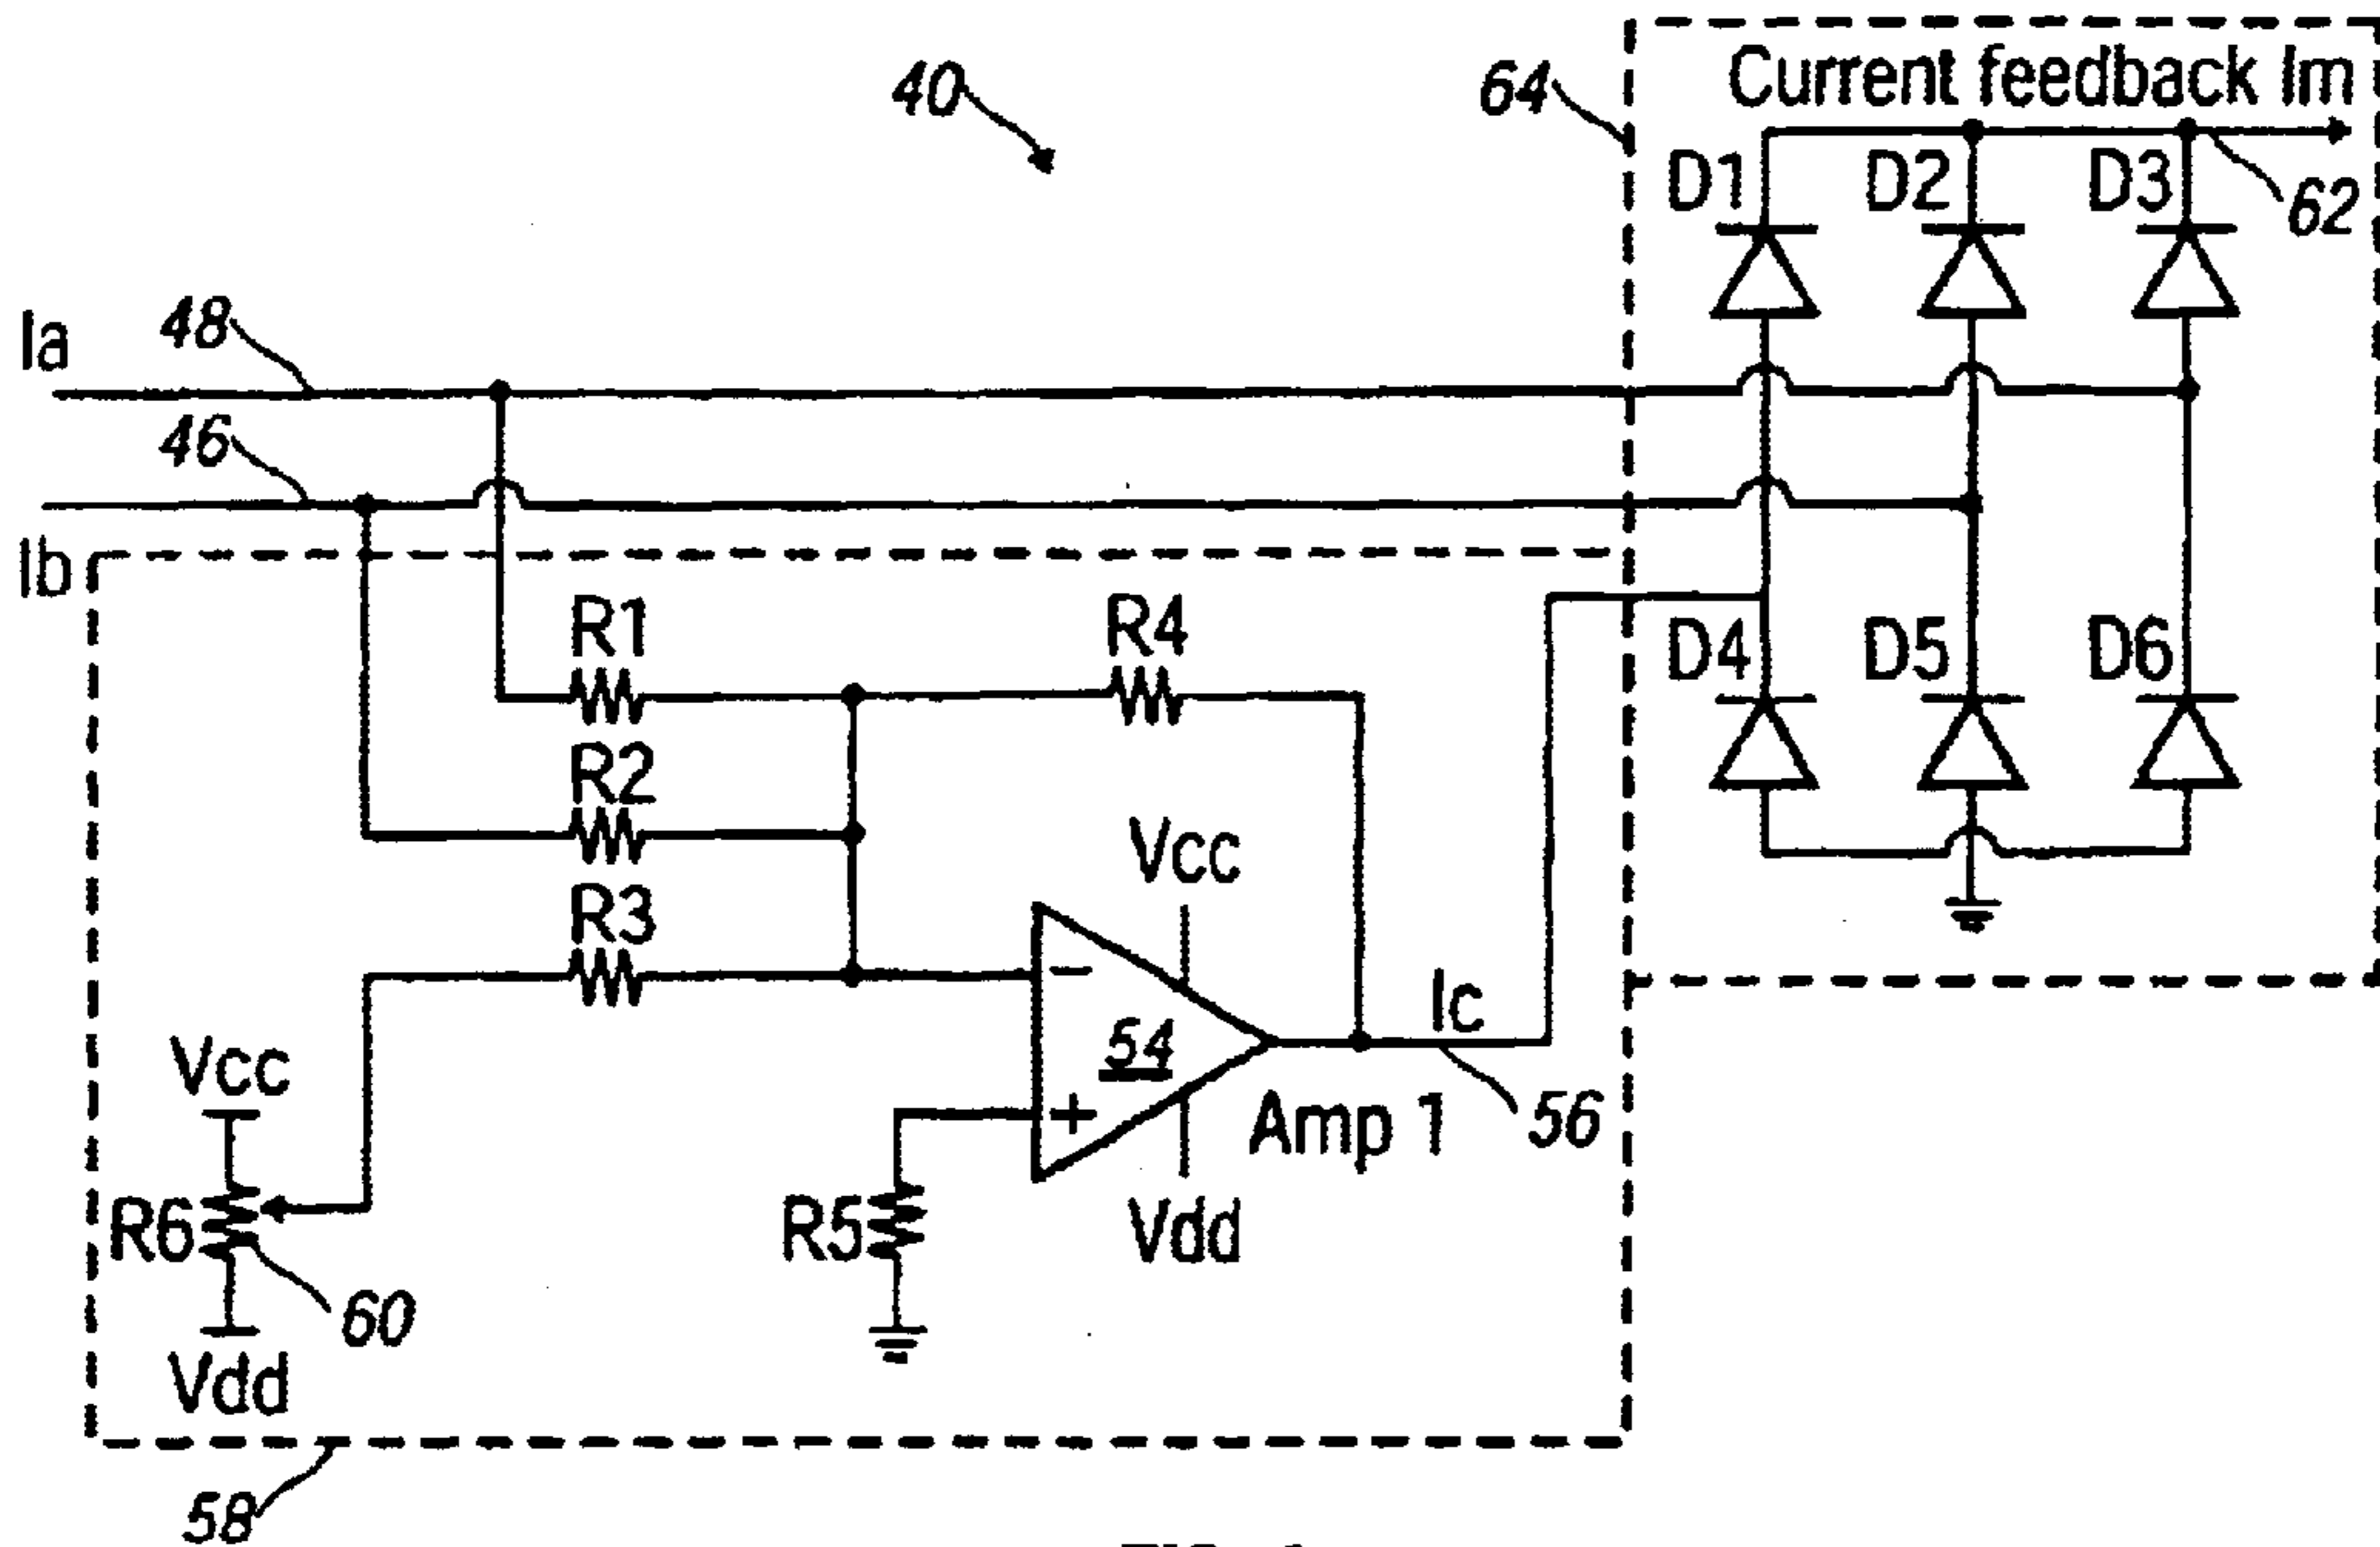 40
64
Current feedback Im
D1
D2
D3
62
Ia
48
46
Ib
R1
R4
D4
D5
D6
R2
Vcc
R3
-
54
Ic
Vcc
+
Amp 1
56
R6
R5
Vdd
60
Vdd
58